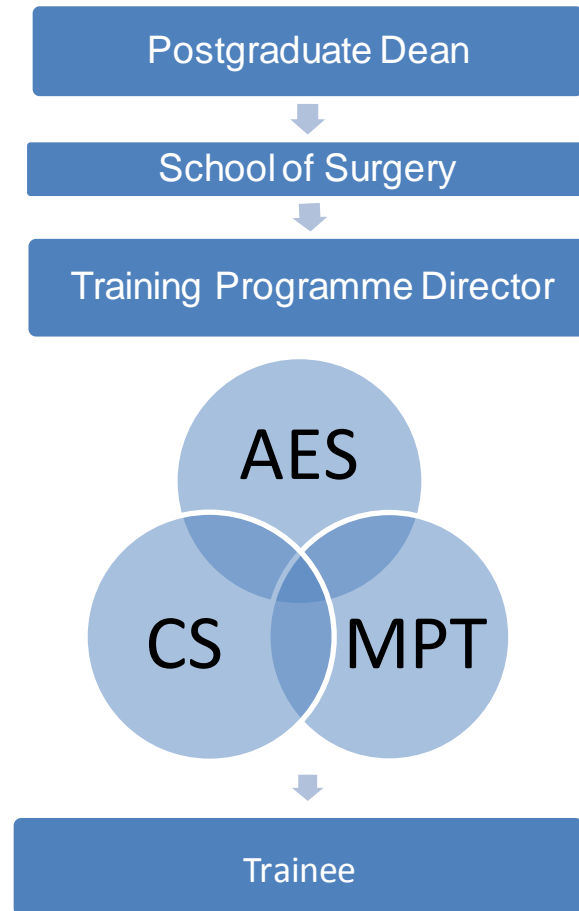 Postgraduate Dean
School of Surgery
Training Programme Director
AES
CS MPT
Trainee